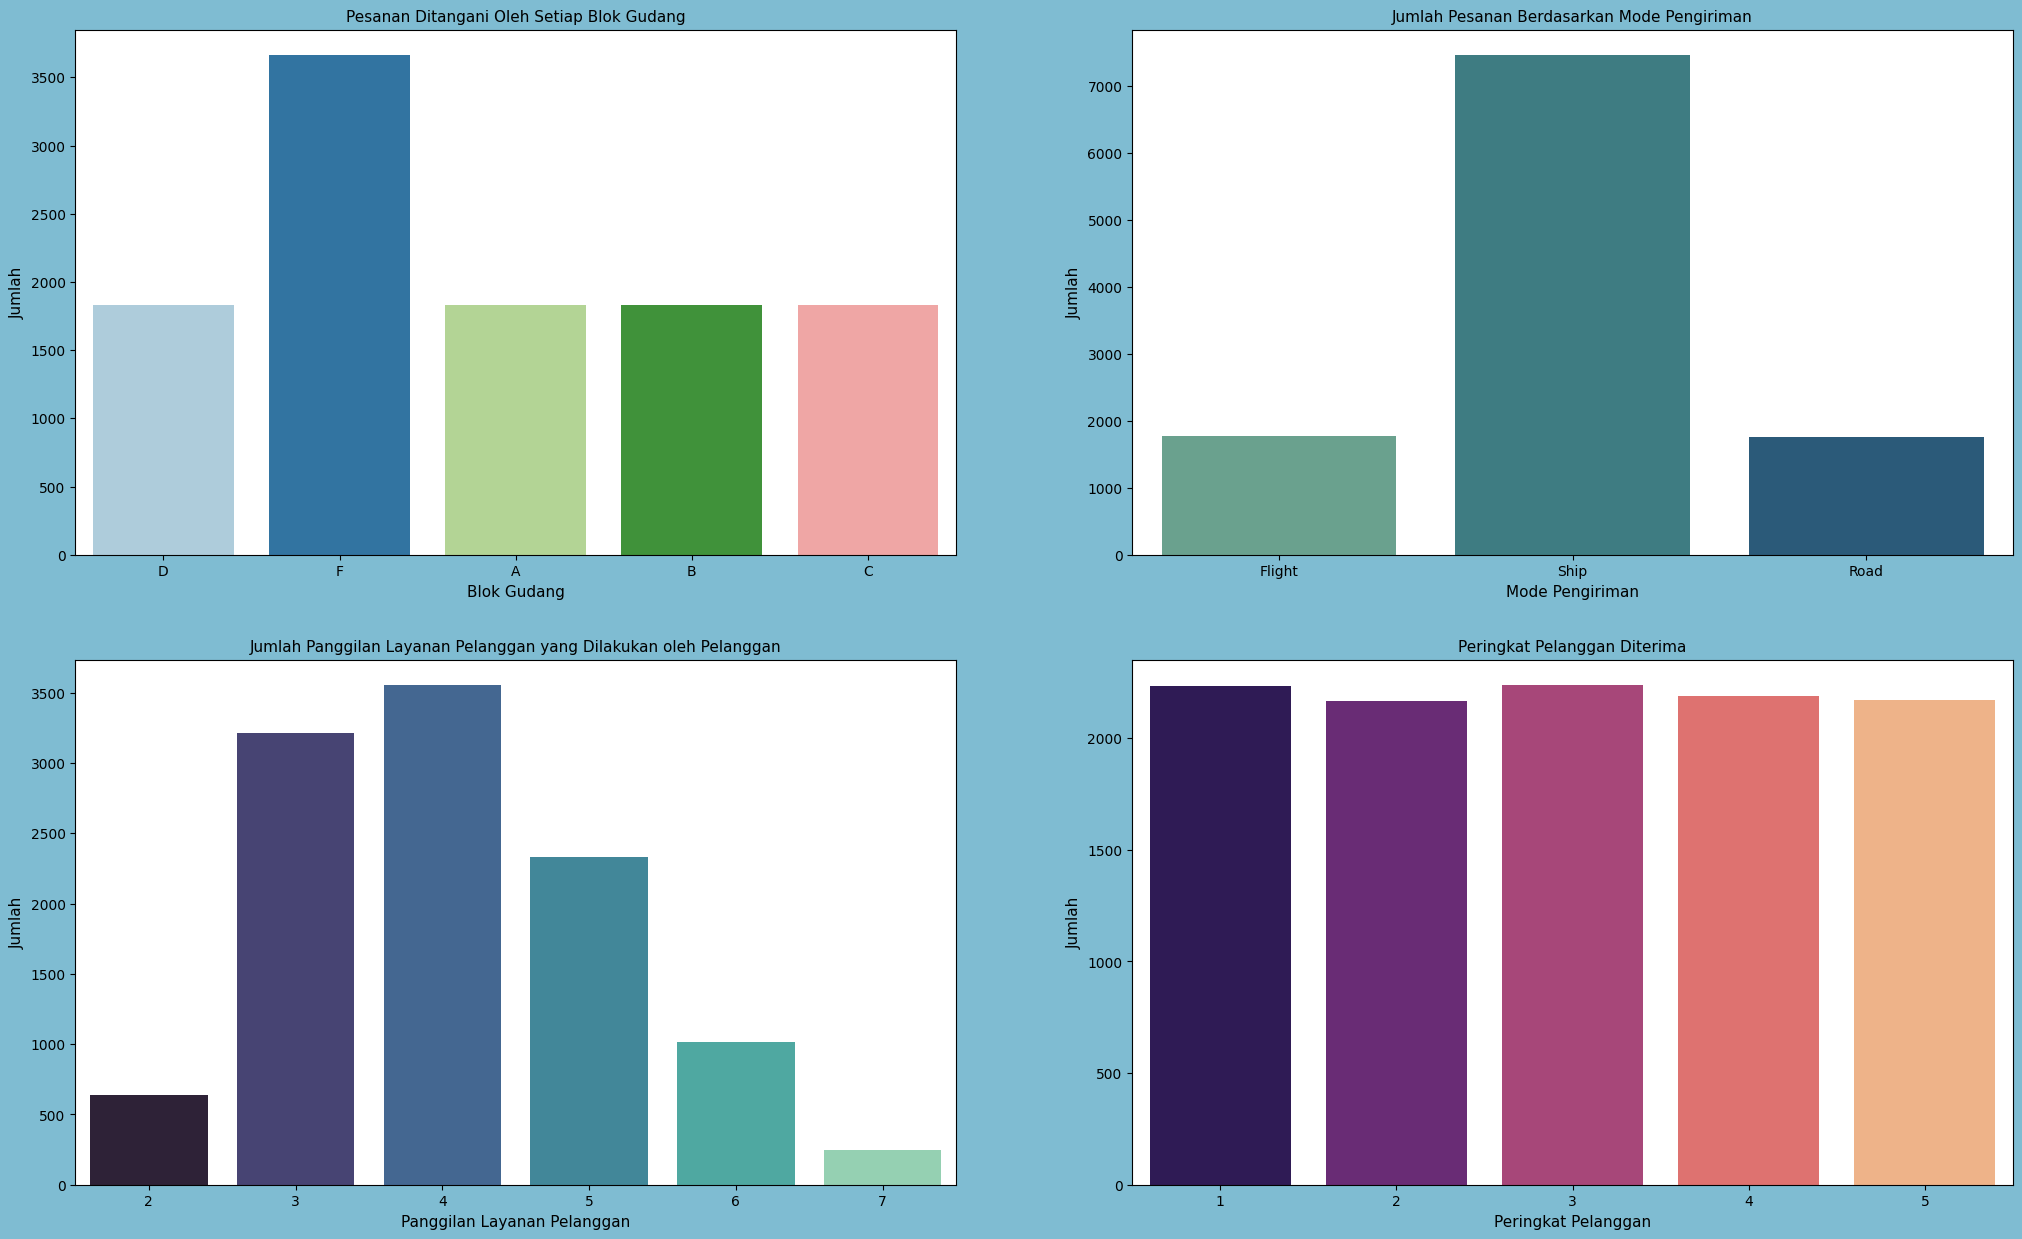 Pesanan Ditangani Oleh Setiap Blok Gudang
Jumlah
3500
3000
2500
2000
1500
1000
500
0
D F A B C
Blok Gudang
Jumlah Pesanan Berdasarkan Mode Pengiriman
Jumlah
7000
6000
5000
4000
3000
2000
1000
0
Flight Ship Road
Mode Pengiriman
Jumlah Panggilan Layanan Pelanggan yang Dilakukan oleh Pelanggan
Jumlah
3500
3000
2500
2000
1500
1000
500
0
2 3 4 5 6 7
Panggilan Layanan Pelanggan
Peringkat Pelanggan Diterima
Jumlah
2000
1500
1000
500
0
1 2 3 4 5
Peringkat Pelanggan